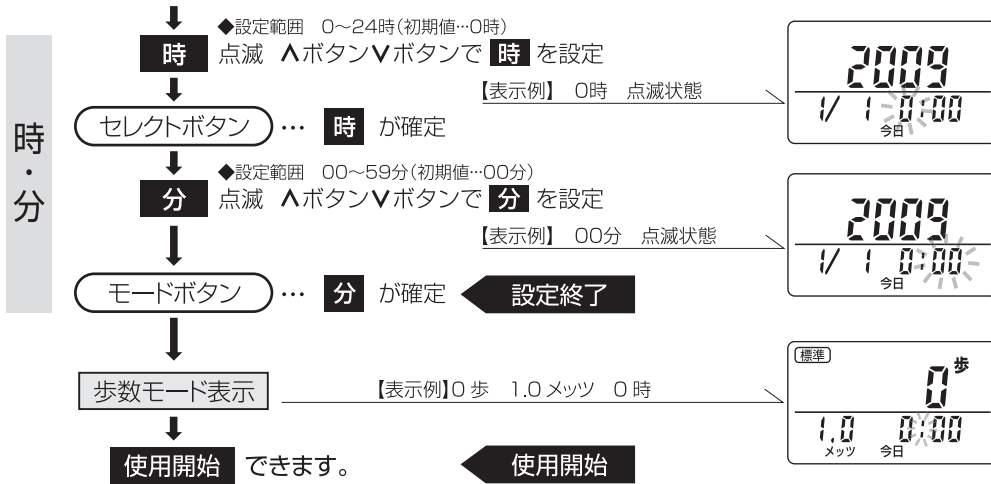 ◆設定範囲 0〜24時(初期値…0時)
時 点滅 ∧ボタン∨ボタンで 時 を設定
【表示例】 0時 点滅状態
2009
1/ 1 0:00
今日
セレクトボタン … 時 が確定
時・分
◆設定範囲 00〜59分(初期値…00分)
分 点滅 ∧ボタン∨ボタンで 分 を設定
【表示例】 00分 点滅状態
2009
1/ 1 0:00
今日
モードボタン … 分 が確定 設定終了
歩数モード表示
【表示例】0 歩 1.0 メッツ 0 時
標準
0歩
1.0 0:00
メッツ 今日
使用開始 できます。 使用開始